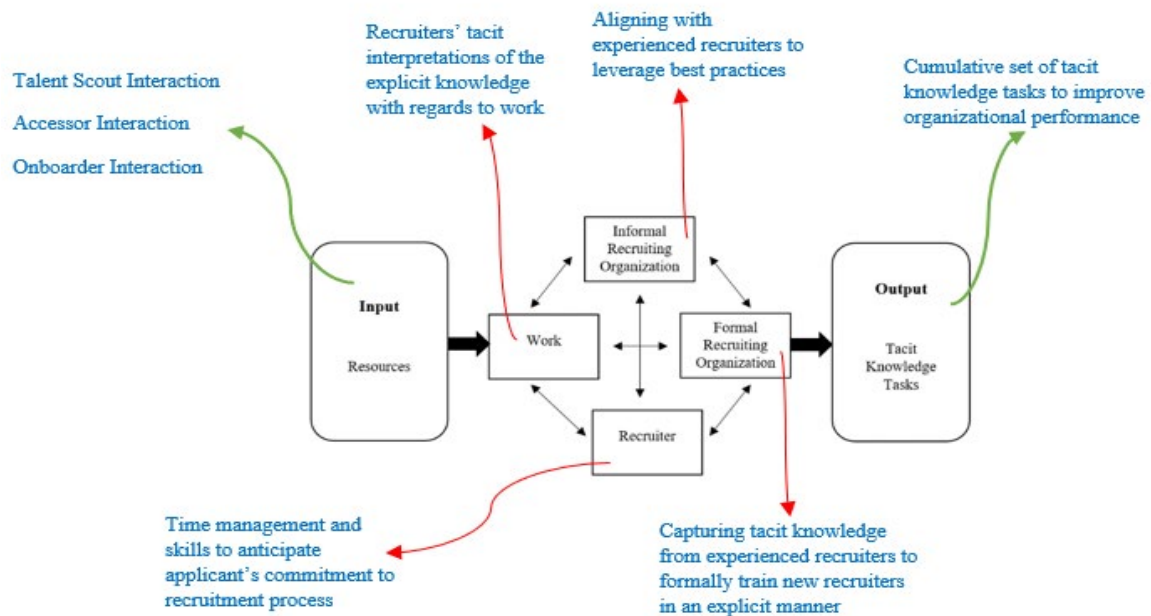 Talent Scout Interaction
Accessor Interaction
Onboarder Interaction
Recruiters’ tacit
interpretations of the
explicit knowledge
with regards to work
Aligning with
experienced recruiters to
leverage best practices
Cumulative set of tacit
knowledge tasks to improve
organizational performance
Input
Resources
Work
Informal
Recruiting
Organization
Formal
Recruiting
Organization
Recruiter
Output
Tacit
Knowledge
Tasks
Time management and
skills to anticipate
applicant’s commitment to
recruitment process
Capturing tacit knowledge
from experienced recruiters to
formally train new recruiters
in an explicit manner